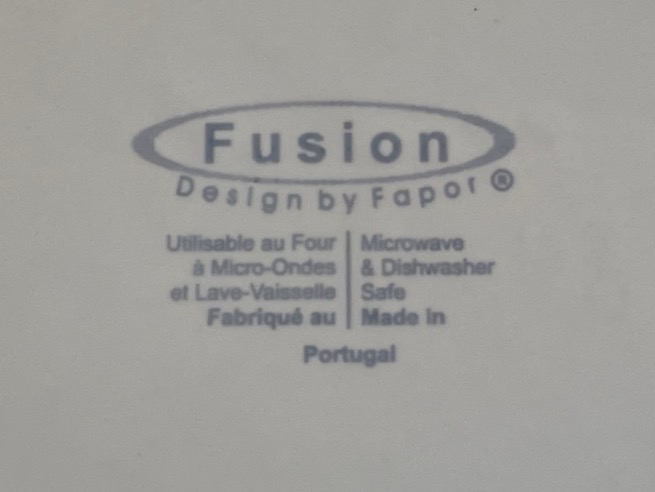 Fusion
Design by Fapor®
Utilisable au Four
à Micro-Ondes
et Lave-Vaisselle
Fabriqué au
Microwave
& Dishwasher
Safe
Made in
Portugal